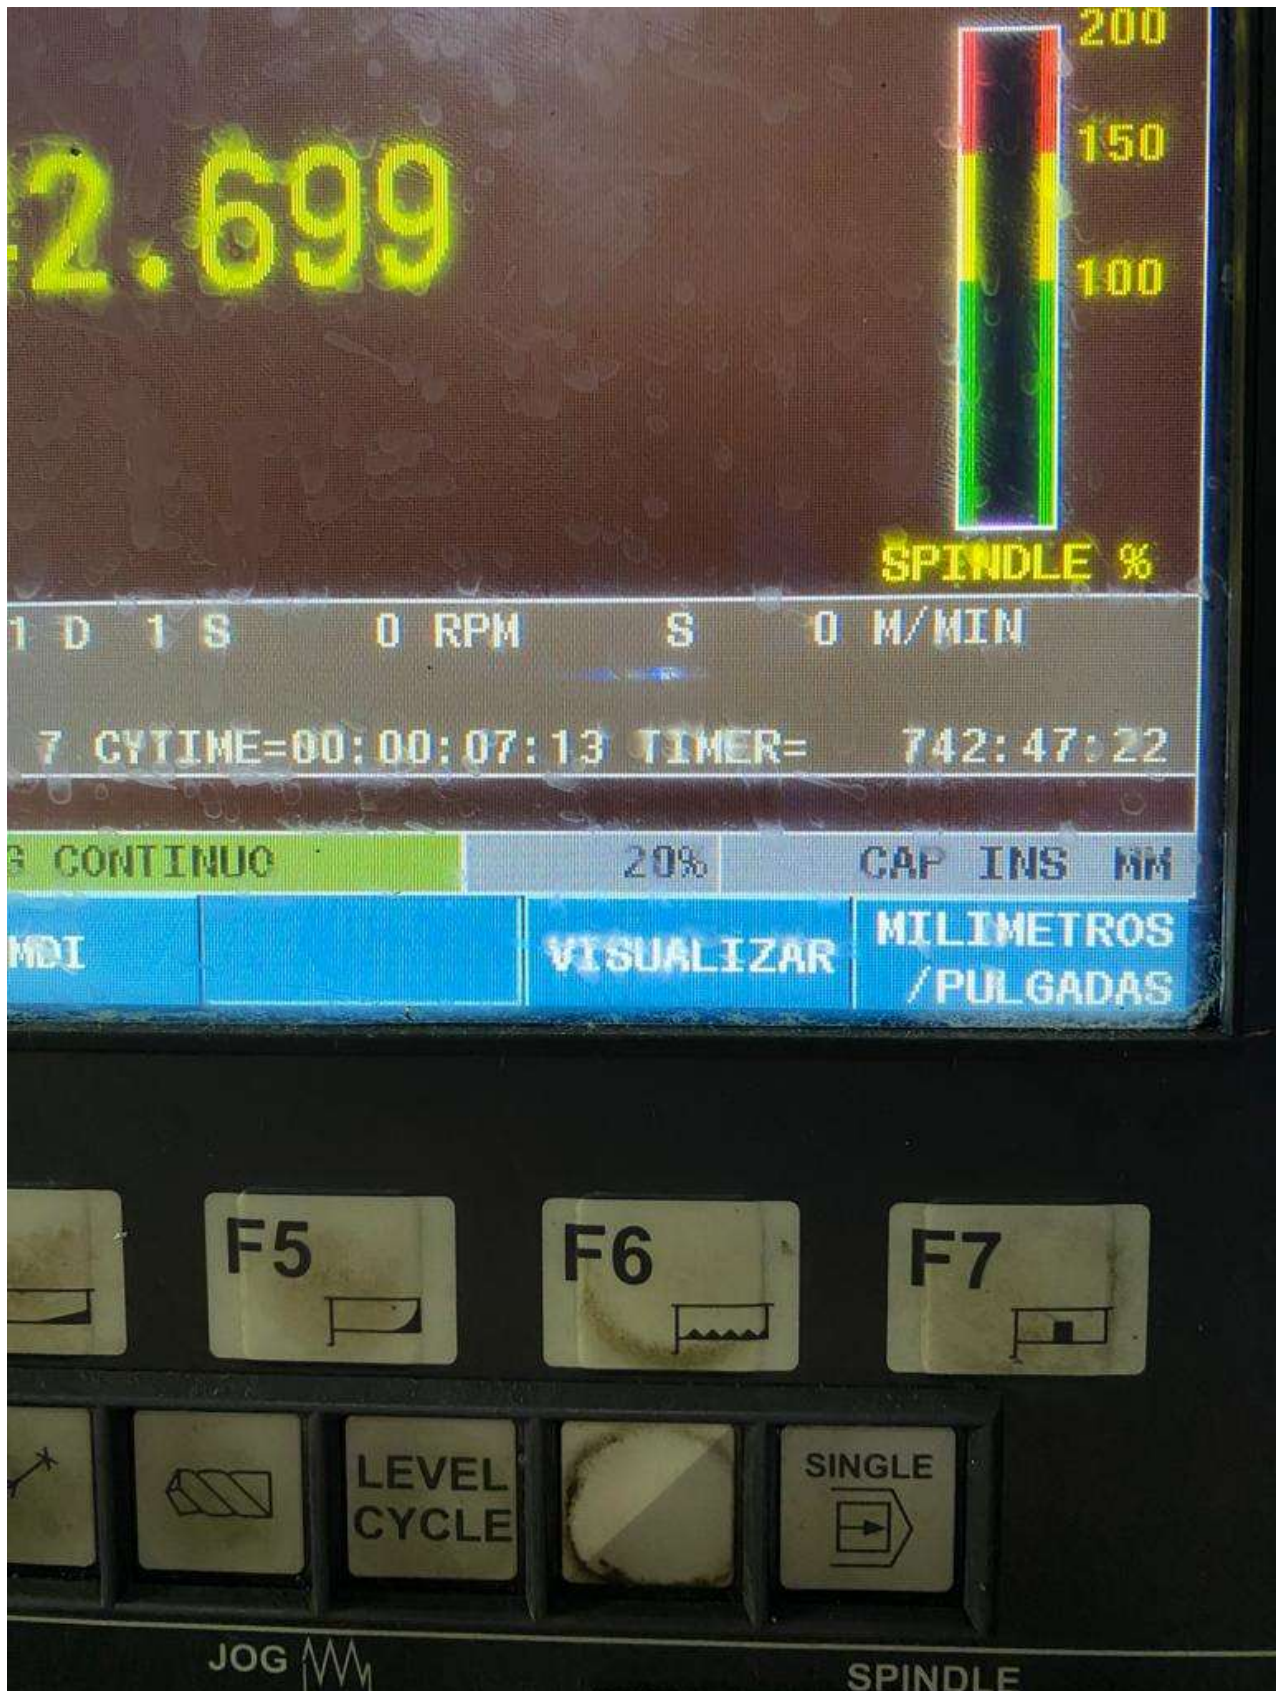 200
150
2.699
100
SPINDLE %
1 D 1 S 0 RPM S 0 M/MIN
7 CYTIME=00:00:07:13 TIMER= 742:47:22
CONTINUO 20% CAP INS MM
MDI VISUALIZAR MILIMETROS
/PULGADAS
F5 F6 F7
LEVEL
CYCLE
SINGLE
JOG SPINDLE